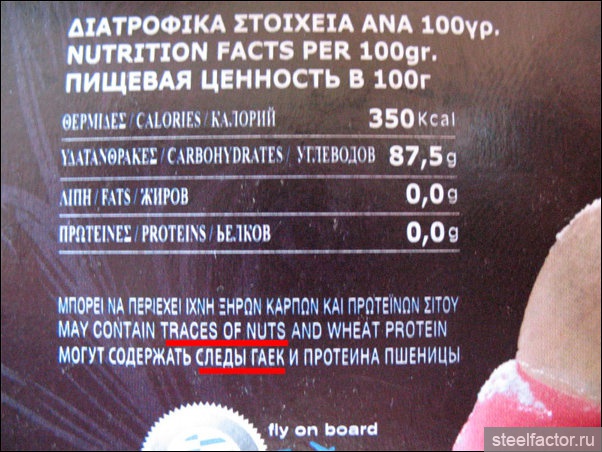 ΔΙΑΤΡΟΦΙΚΑ ΣΤΟΙΧΕΙΑ ΑΝΑ 100γρ.
NUTRITION FACTS PER 100gr.
ПИЩЕВАЯ ЦЕННОСТЬ В 100г
ΘΕΡΜΙΔΕΣ / CALORIES / КАЛОРИЙ 350 Kcal
ΥΔΑΤΑΝΘΡΑΚΕΣ / CARBOHYDRATES / УГЛЕВОДОВ 87,5 g
ΛΙΠΗ / FATS / ЖИРОВ 0,0 g
ΠΡΩΤΕΙΝΕΣ / PROTEINS / БЕЛКОВ 0,0 g
ΜΠΟΡΕΙ ΝΑ ΠΕΡΙΕΧΕΙ ΙΧΝΗ ΞΗΡΩΝ ΚΑΡΠΩΝ ΚΑΙ ΠΡΩΤΕΪΝΩΝ ΣΙΤΟΥ
MAY CONTAIN TRACES OF NUTS AND WHEAT PROTEIN
МОГУТ СОДЕРЖАТЬ СЛЕДЫ ГАЕК И ПРОТЕИНА ПШЕНИЦЫ
fly on board
steelfactor.ru